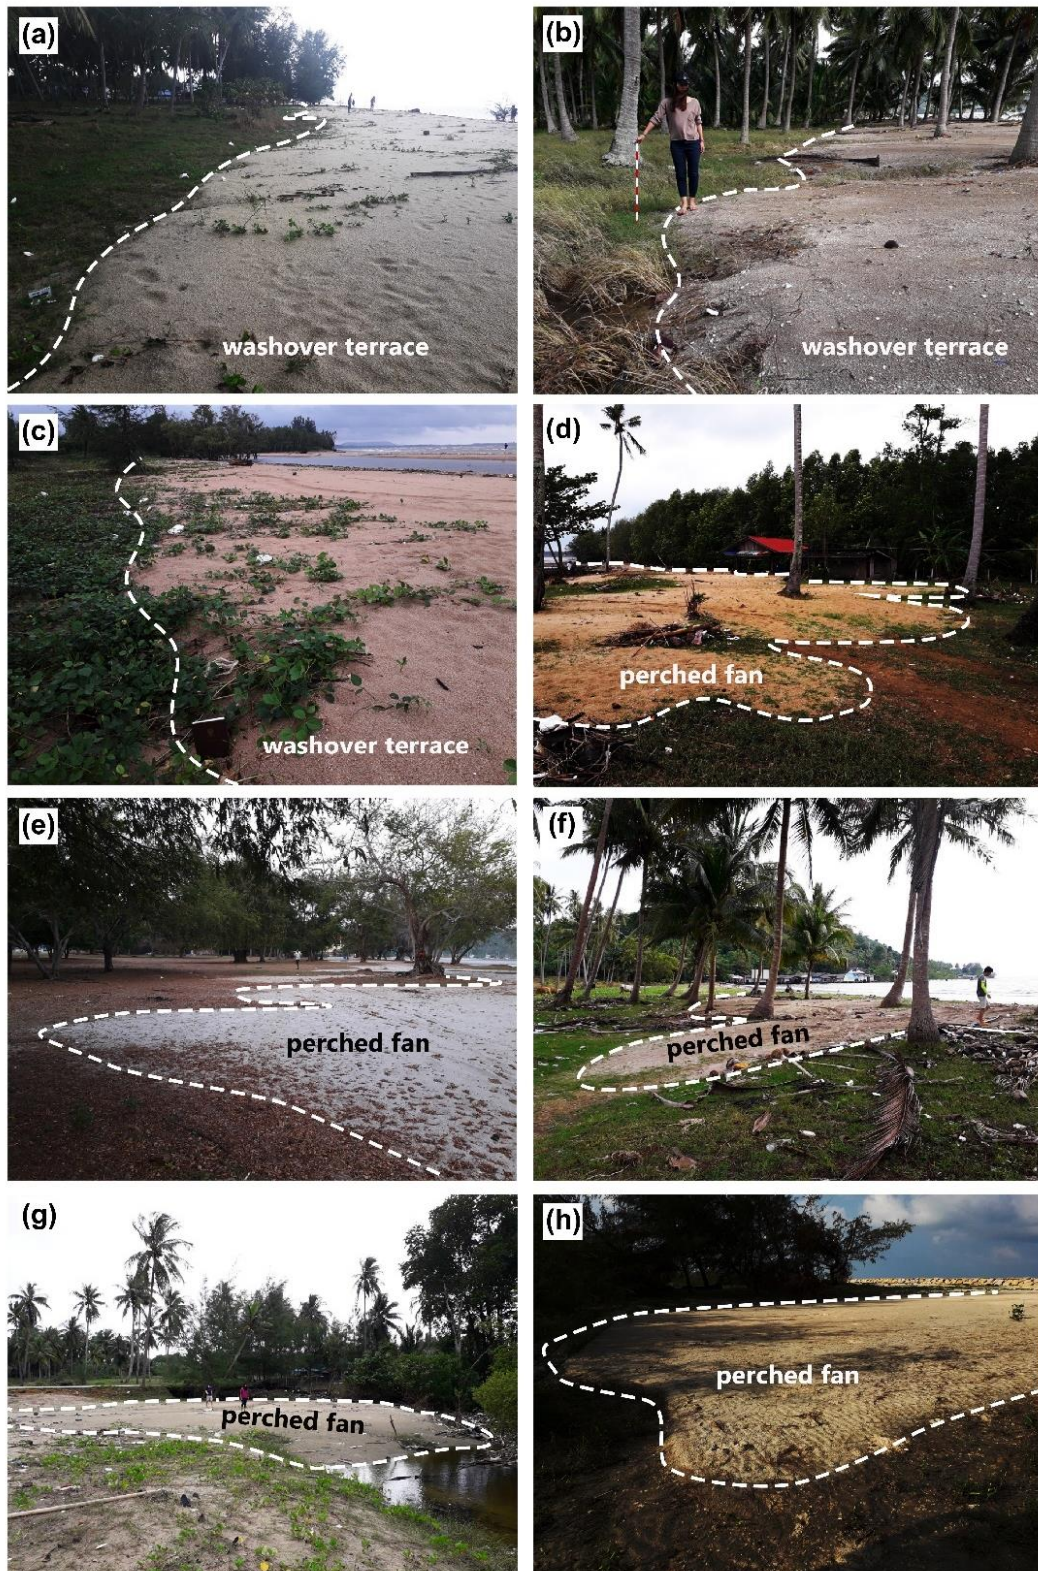 (a)
washover terrace
(b)
washover terrace
(c)
washover terrace
(d)
perched fan
(e)
perched fan
(f)
perched fan
(g)
perched fan
(h)
perched fan